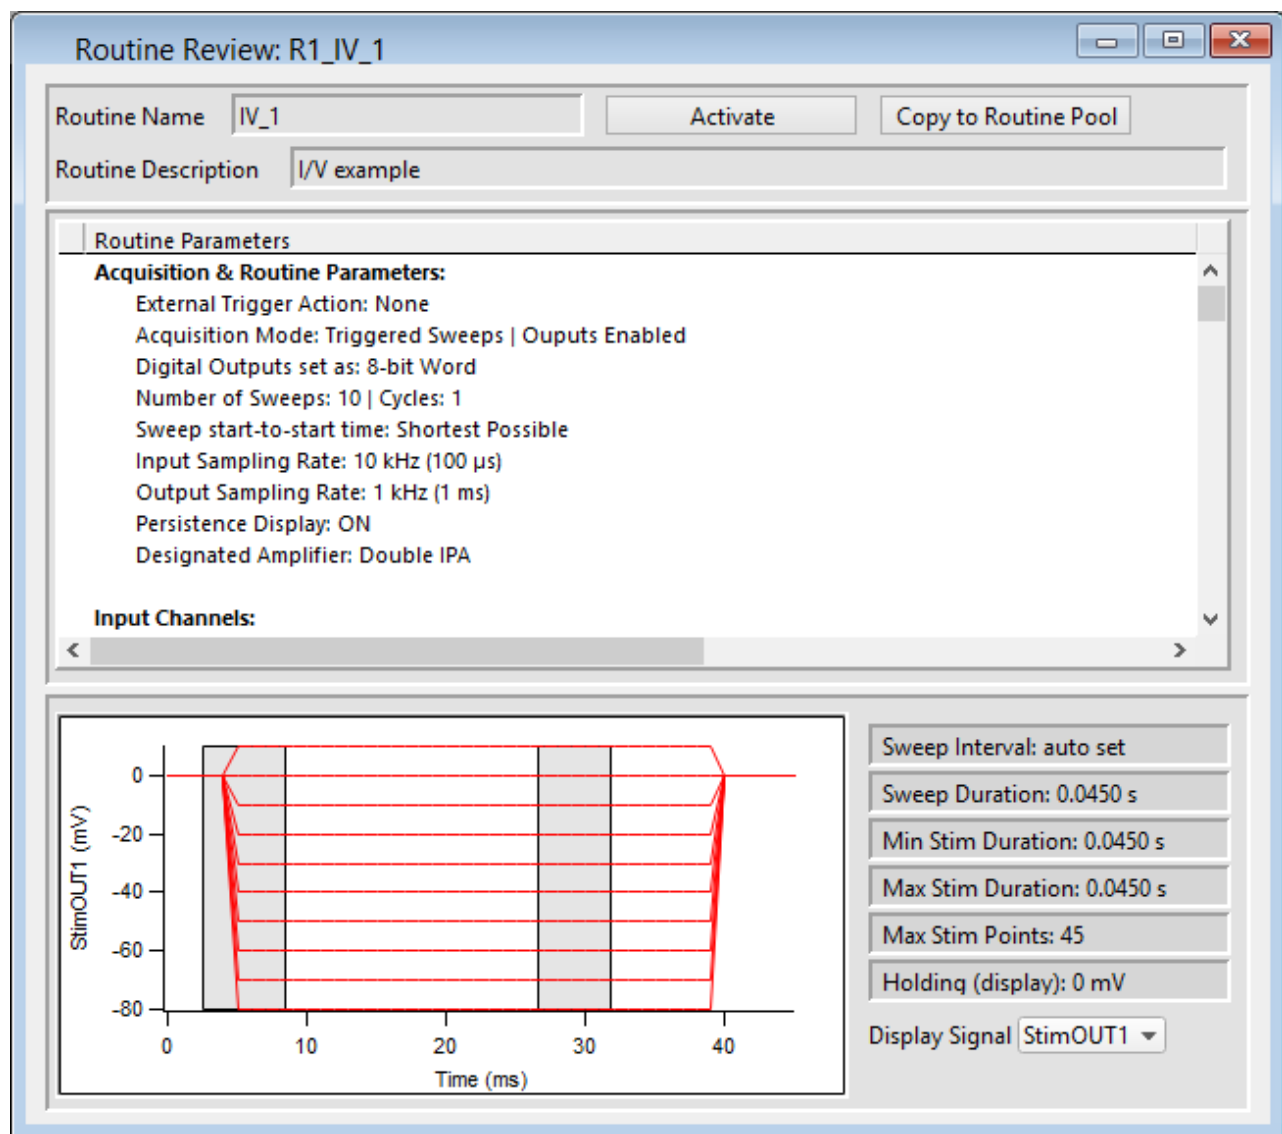 Routine Review: R1_IV_1
Routine Name IV_1 Activate Copy to Routine Pool
Routine Description I/V example
Routine Parameters
Acquisition & Routine Parameters:
External Trigger Action: None
Acquisition Mode: Triggered Sweeps | Ouputs Enabled
Digital Outputs set as: 8-bit Word
Number of Sweeps: 10 | Cycles: 1
Sweep start-to-start time: Shortest Possible
Input Sampling Rate: 10 kHz (100 µs)
Output Sampling Rate: 1 kHz (1 ms)
Persistence Display: ON
Designated Amplifier: Double IPA
Input Channels:
StimOUT1 (mV)
0
-20
-40
-60
-80
0 10 20 30 40
Time (ms)
Sweep Interval: auto set
Sweep Duration: 0.0450 s
Min Stim Duration: 0.0450 s
Max Stim Duration: 0.0450 s
Max Stim Points: 45
Holding (display): 0 mV
Display Signal StimOUT1